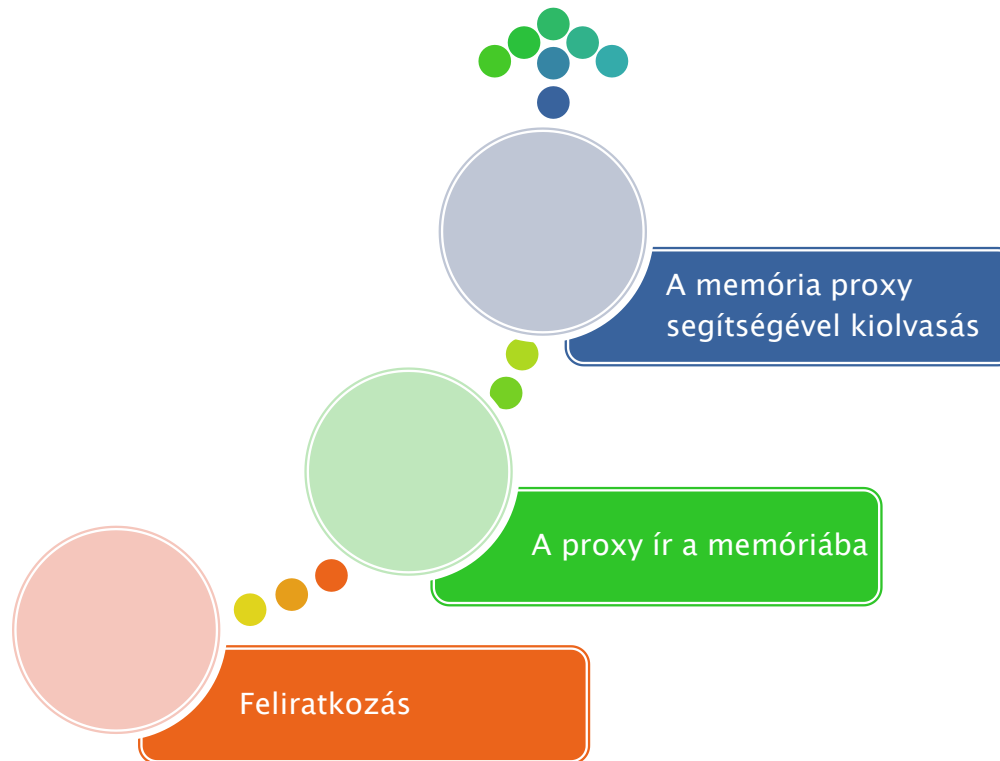 A memória proxy
segítségével kiolvasás
A proxy ír a memóriába
Feliratkozás